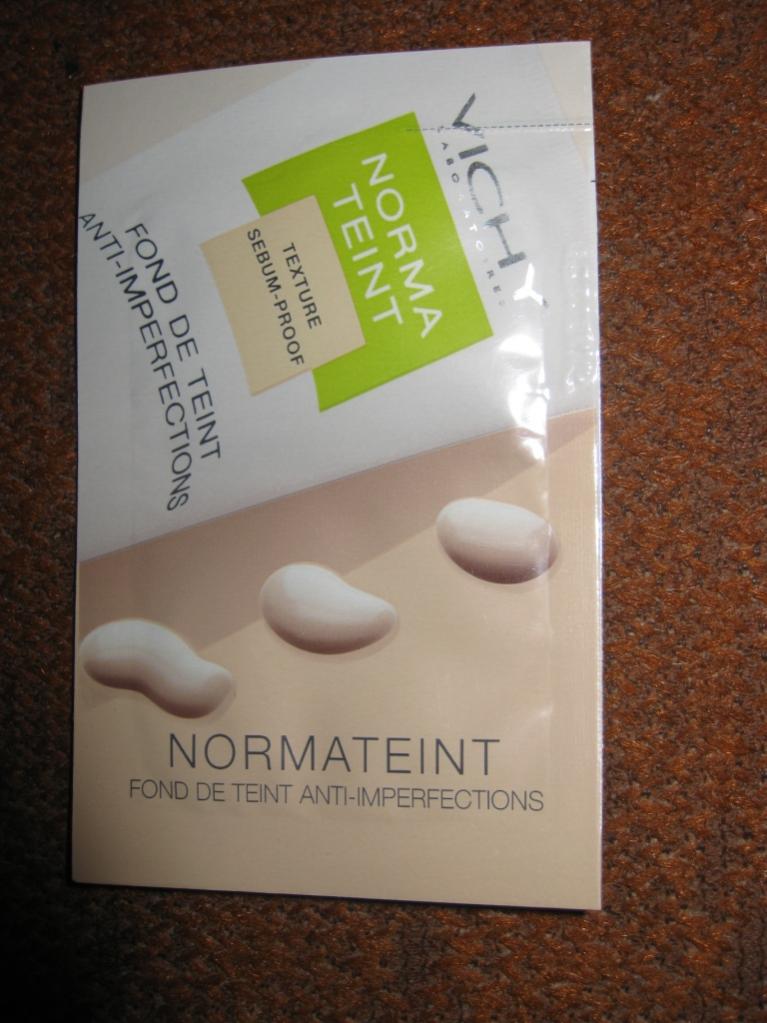 VICHY
LABORATOIRES
NORMA
TEINT
TEXTURE
SEBUM-PROOF
FOND DE TEINT
ANTI-IMPERFECTIONS
NORMATEINT
FOND DE TEINT ANTI-IMPERFECTIONS